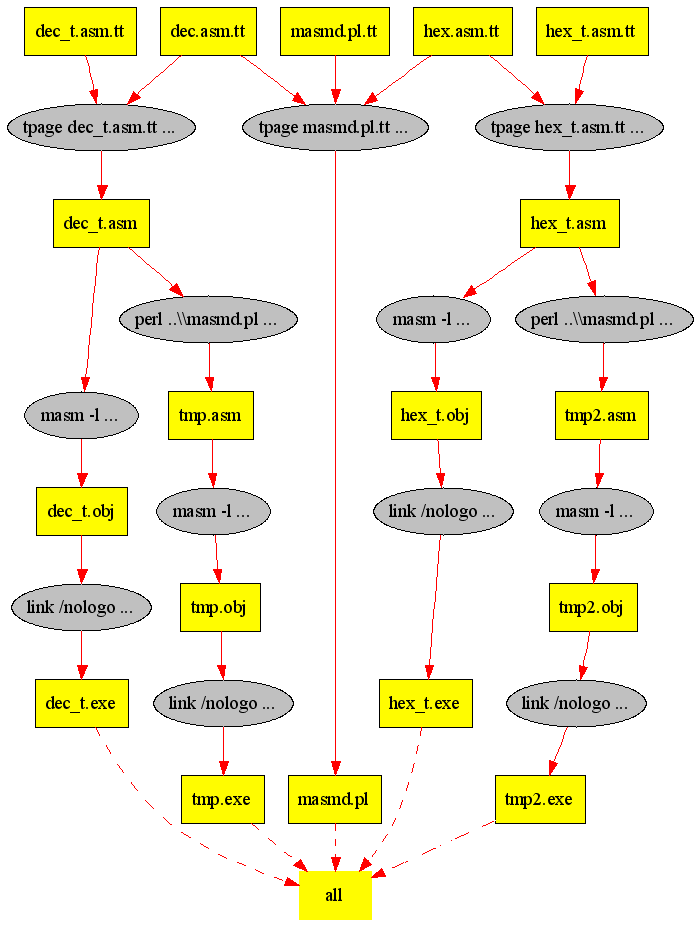 dec_t.asm.tt
dec.asm.tt
masmd.pl.tt
hex.asm.tt
hex_t.asm.tt
tpage dec_t.asm.tt ...
tpage masmd.pl.tt ...
tpage hex_t.asm.tt ...
dec_t.asm
hex_t.asm
perl ..\\masmd.pl ...
masm -l ...
perl ..\\masmd.pl ...
masm -l ...
tmp.asm
hex_t.obj
tmp2.asm
dec_t.obj
masm -l ...
link /nologo ...
masm -l ...
link /nologo ...
tmp.obj
tmp2.obj
dec_t.exe
link /nologo ...
hex_t.exe
link /nologo ...
tmp.exe
masmd.pl
tmp2.exe
all